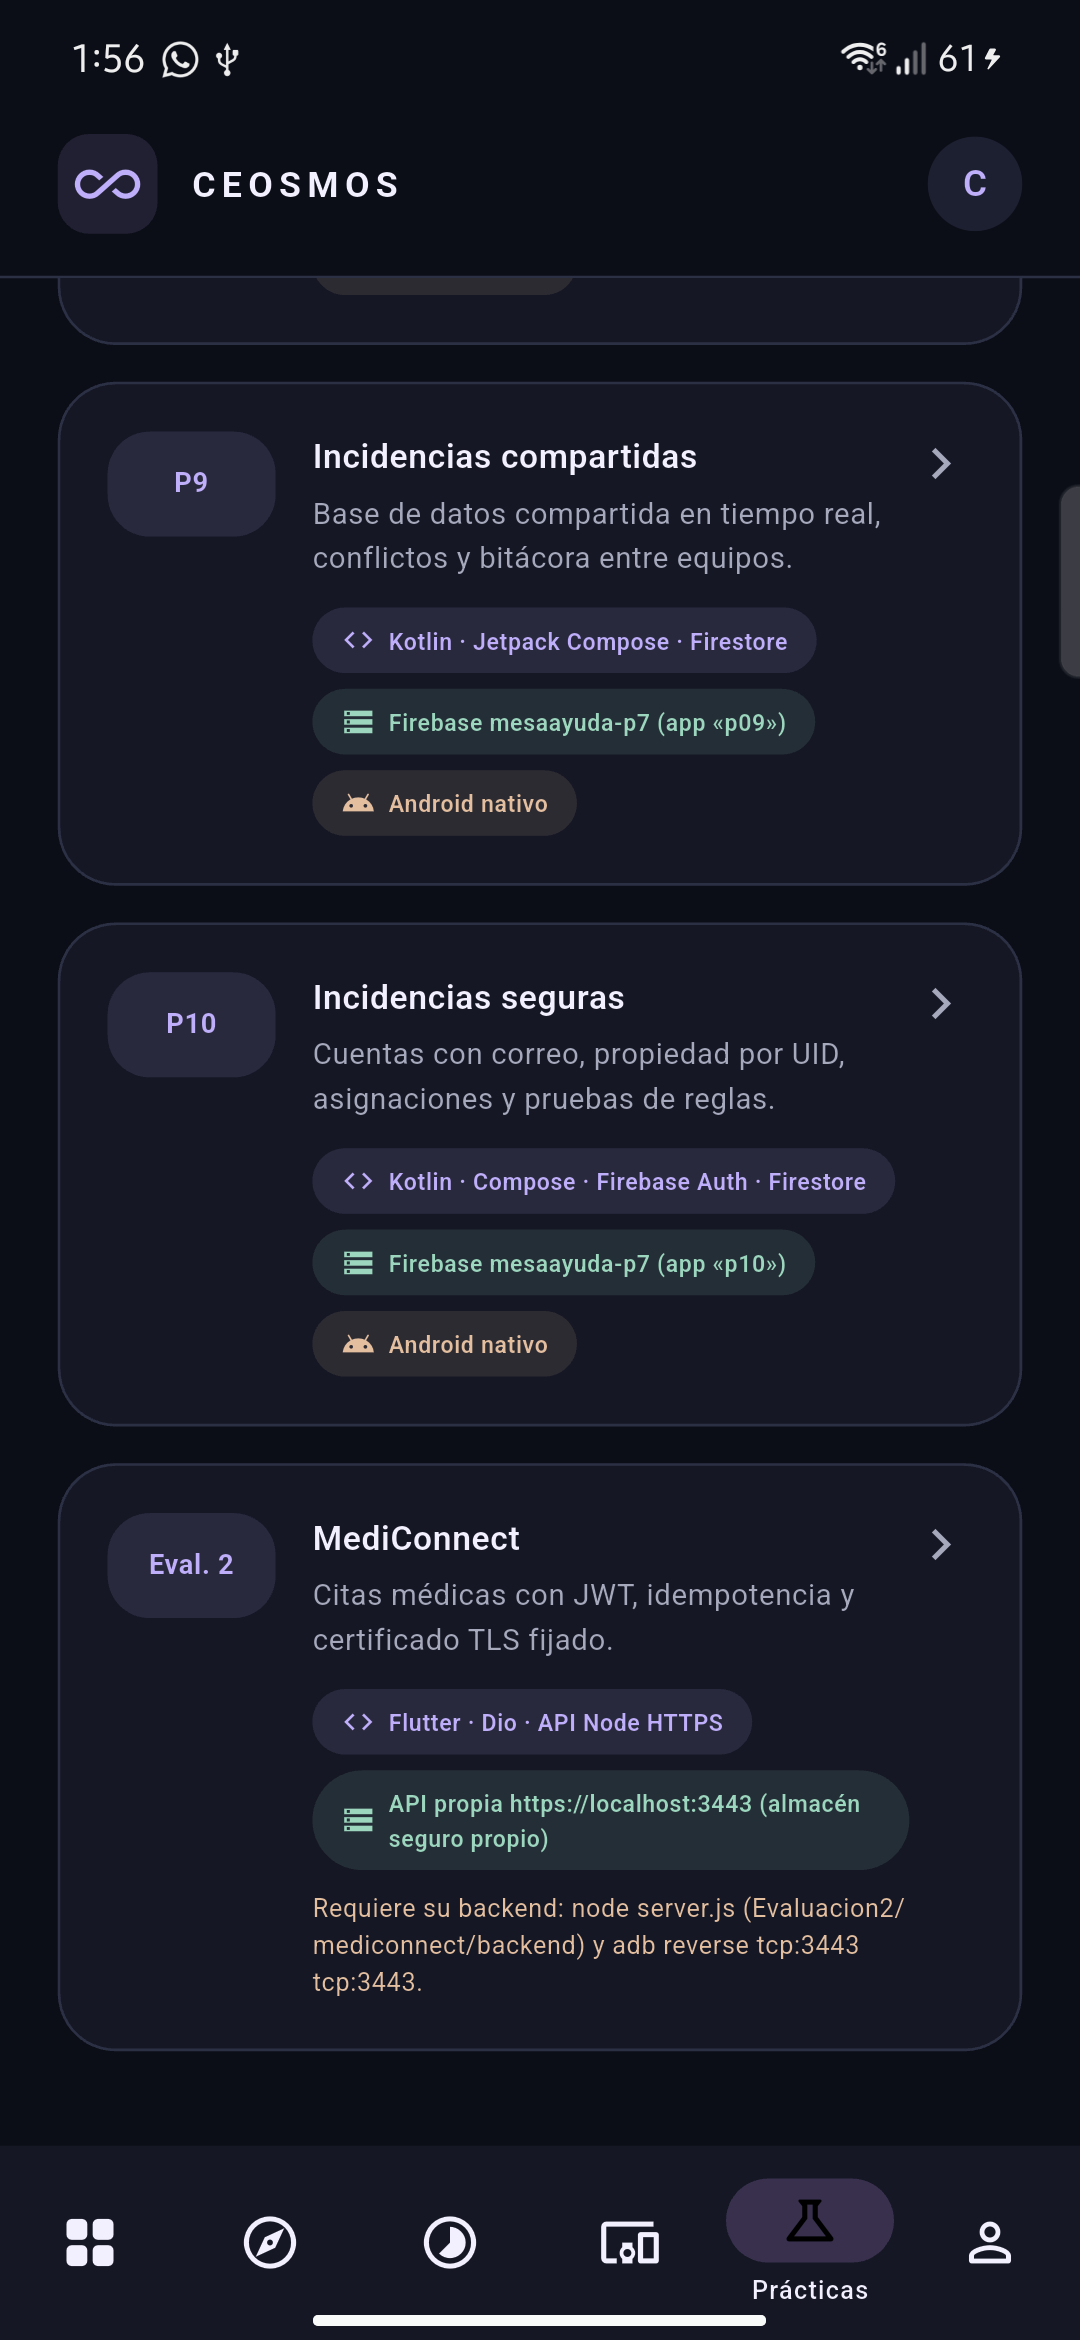 1:56
6
61
CEOSMOS
C
P9
Incidencias compartidas
Base de datos compartida en tiempo real,
conflictos y bitácora entre equipos.
Kotlin · Jetpack Compose · Firestore
Firebase mesaayuda-p7 (app «p09»)
Android nativo
P10
Incidencias seguras
Cuentas con correo, propiedad por UID,
asignaciones y pruebas de reglas.
Kotlin · Compose · Firebase Auth · Firestore
Firebase mesaayuda-p7 (app «p10»)
Android nativo
Eval. 2
MediConnect
Citas médicas con JWT, idempotencia y
certificado TLS fijado.
Flutter · Dio · API Node HTTPS
API propia https://localhost:3443 (almacén
seguro propio)
Requiere su backend: node server.js (Evaluacion2/
mediconnect/backend) y adb reverse tcp:3443
tcp:3443.
Prácticas